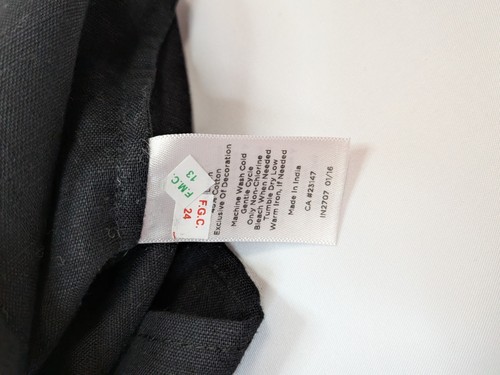 F.M.C.
13
F.G.C.
24
Cotton
Exclusive Of Decoration
Machine Wash Cold
Gentle Cycle
Only Non-Chlorine
Bleach When Needed
Tumble Dry Low
Warm Iron, If Needed
Made In India
CA #23147
IN2707 01/16